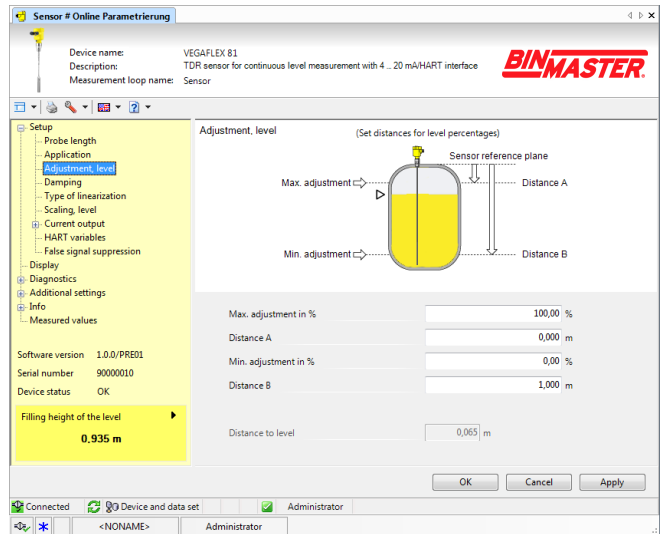 Sensor # Online Parametrierung
Device name: VEGAFLEX 81
Description: TDR sensor for continuous level measurement with 4 .. 20 mA/HART interface
Measurement loop name: Sensor
BINMASTER
Setup
Probe length
Application
Adjustment, level
Damping
Type of linearization
Scaling, level
Current output
HART variables
False signal suppression
Display
Diagnostics
Additional settings
Info
Measured values
Software version 1.0.0/PRE01
Serial number 90000010
Device status OK
Filling height of the level
0,935 m
Adjustment, level
(Set distances for level percentages)
Sensor reference plane
Max. adjustment
Distance A
Min. adjustment
Distance B
Max. adjustment in % 100,00 %
Distance A 0,000 m
Min. adjustment in % 0,00 %
Distance B 1,000 m
Distance to level 0,065 m
OK Cancel Apply
Connected Device and data set Administrator
<NONAME> Administrator